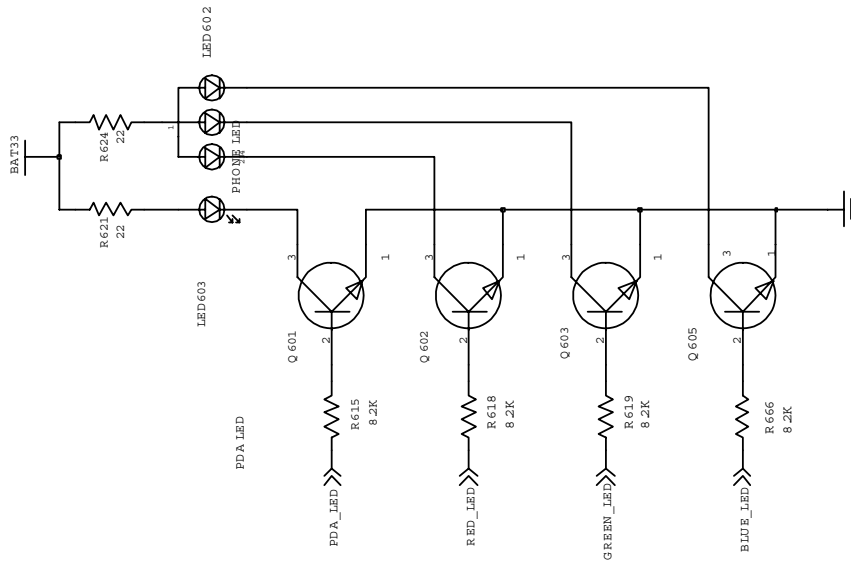 LED602
BAT33
R624
22
1
PHONE LED
R621
22
LED603
3
1
3
1
3
1
3
1
Q601
2
Q602
2
Q603
2
Q605
2
R615
8.2K
R618
8.2K
R619
8.2K
R666
8.2K
PDA LED
PDA_LED
RED_LED
GREEN_LED
BLUE_LED